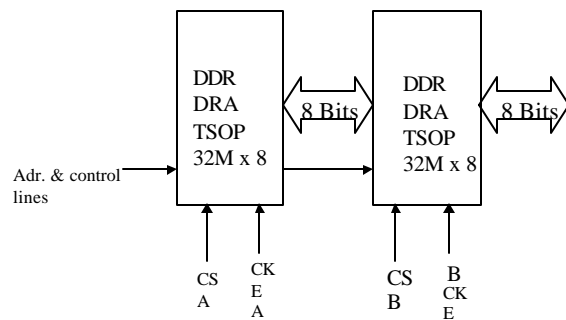 DDR
DRA
TSOP
32M x 8
8 Bits
DDR
DRA
TSOP
32M x 8
8 Bits
Adr. & control
lines
CS
A
CK
E
A
CS
B
B
CK
E